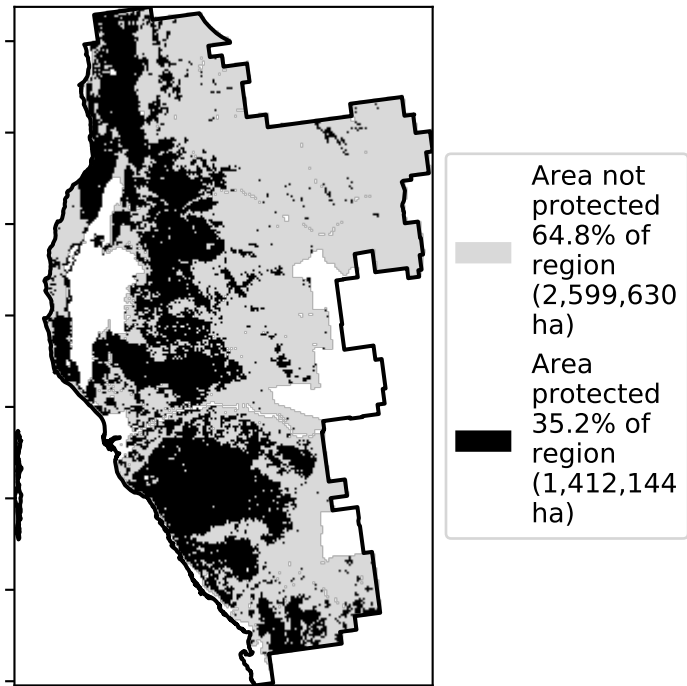 Area not
protected
64.8% of
region
(2,599,630
ha)
Area
protected
35.2% of
region
(1,412,144
ha)